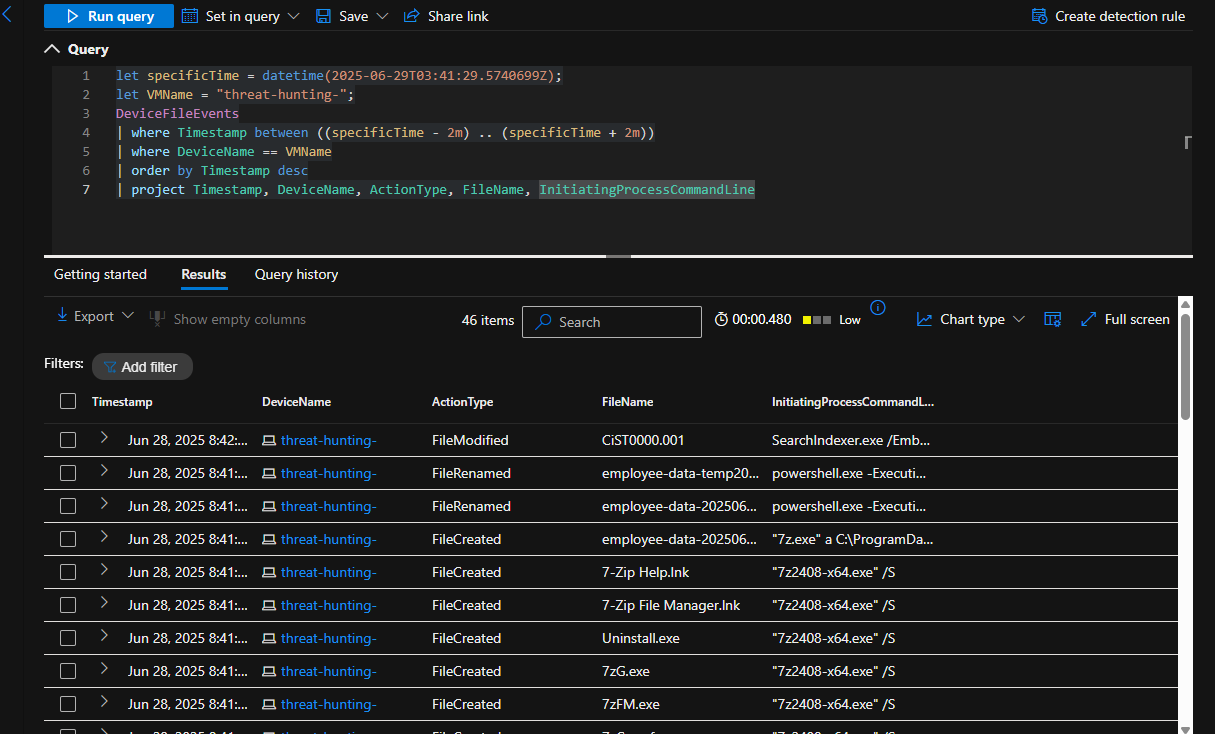 Run query Set in query Save Share link Create detection rule
Query
1 let specificTime = datetime(2025-06-29T03:41:29.5740699Z);
2 let VMName = "threat-hunting-";
3 DeviceFileEvents
4 | where Timestamp between ((specificTime - 2m) .. (specificTime + 2m))
5 | where DeviceName == VMName
6 | order by Timestamp desc
7 | project Timestamp, DeviceName, ActionType, FileName, InitiatingProcessCommandLine
Getting started Results Query history
Export Show empty columns 46 items Search 00:00.480 Low Chart type Full screen
Filters: Add filter
Timestamp DeviceName ActionType FileName InitiatingProcessCommandL...
Jun 28, 2025 8:42:... threat-hunting- FileModified CiST0000.001 SearchIndexer.exe /Emb...
Jun 28, 2025 8:41:... threat-hunting- FileRenamed employee-data-temp20... powershell.exe -Executi...
Jun 28, 2025 8:41:... threat-hunting- FileRenamed employee-data-202506... powershell.exe -Executi...
Jun 28, 2025 8:41:... threat-hunting- FileCreated employee-data-202506... "7z.exe" a C:\ProgramDa...
Jun 28, 2025 8:41:... threat-hunting- FileCreated 7-Zip Help.lnk "7z2408-x64.exe" /S
Jun 28, 2025 8:41:... threat-hunting- FileCreated 7-Zip File Manager.lnk "7z2408-x64.exe" /S
Jun 28, 2025 8:41:... threat-hunting- FileCreated Uninstall.exe "7z2408-x64.exe" /S
Jun 28, 2025 8:41:... threat-hunting- FileCreated 7zG.exe "7z2408-x64.exe" /S
Jun 28, 2025 8:41:... threat-hunting- FileCreated 7zFM.exe "7z2408-x64.exe" /S